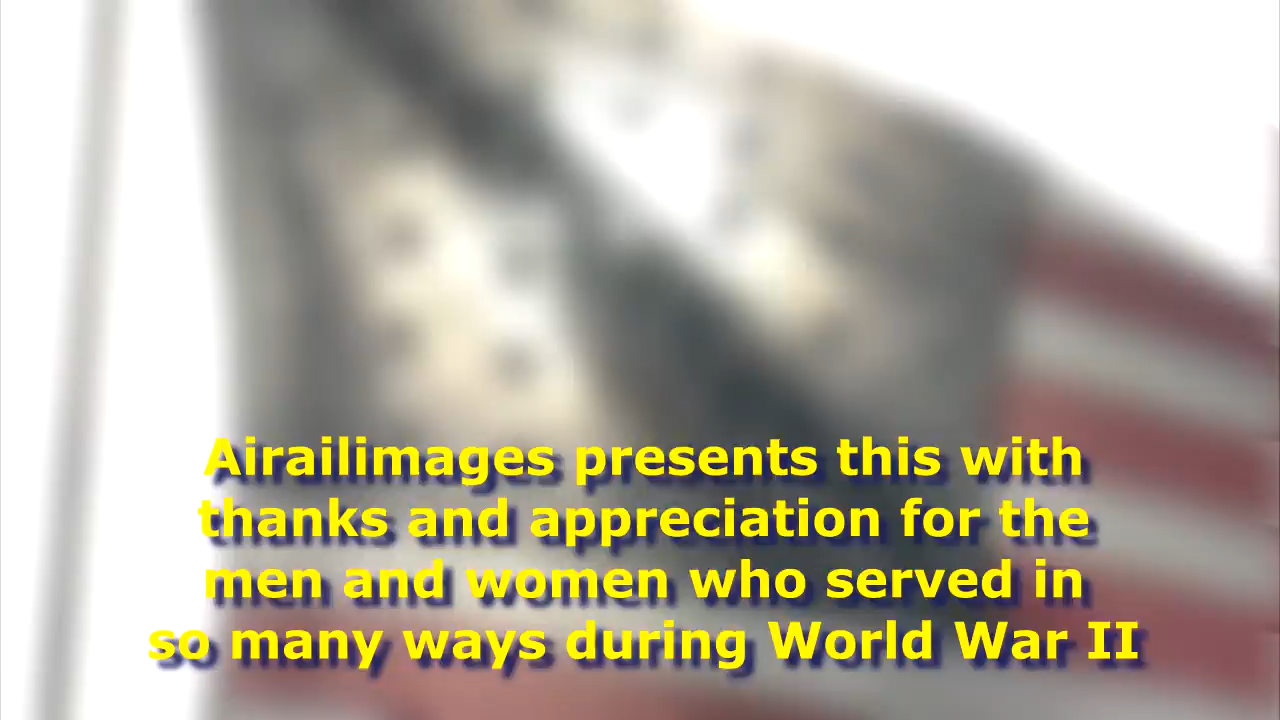 Airailimages presents this with
thanks and appreciation for the
men and women who served in
so many ways during World War II